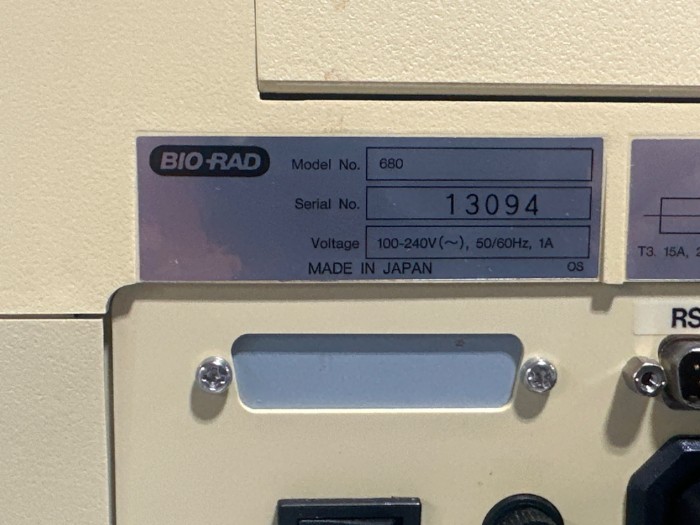 BIO-RAD
Model No. 680
Serial No. 13094
Voltage 100-240V(～), 50/60Hz, 1A
MADE IN JAPAN OS
T3. 15A, 2
RS